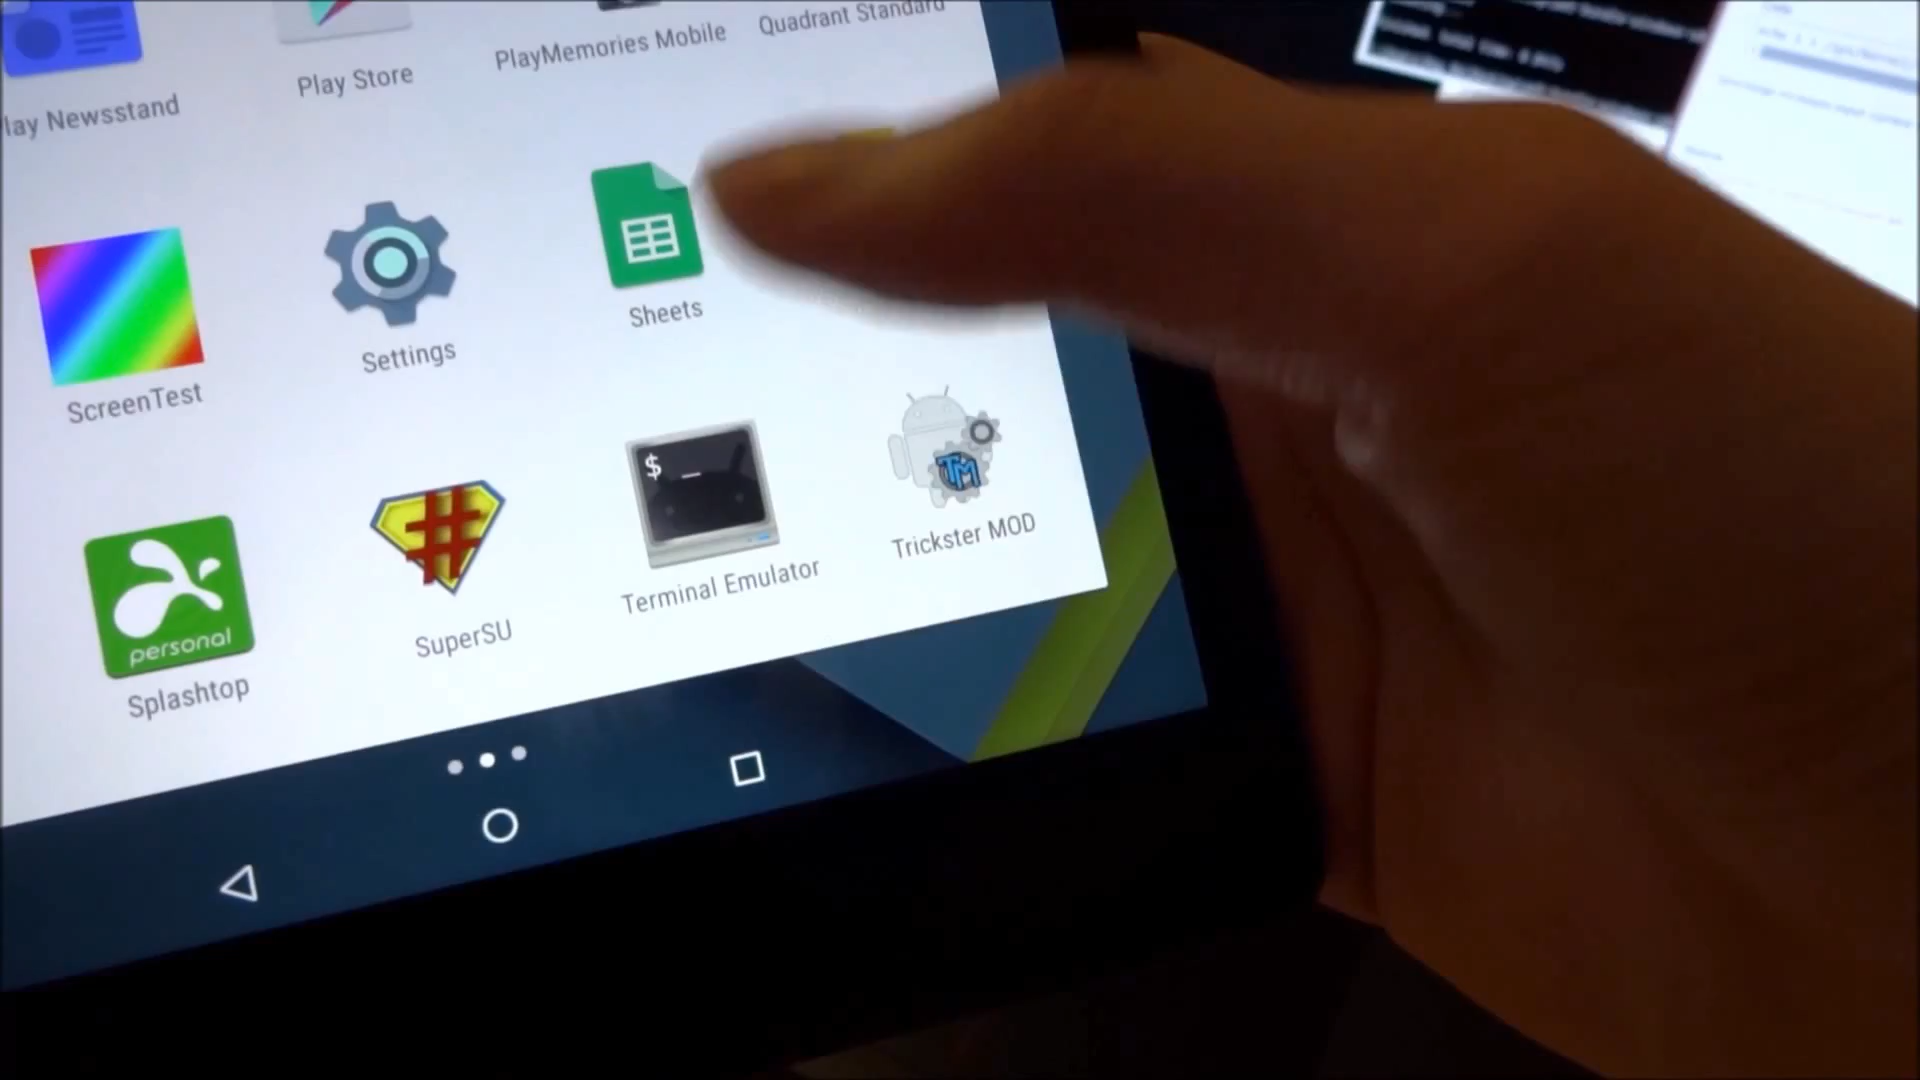 lay Newsstand
Play Store
PlayMemories Mobile
Quadrant Standard
ScreenTest
Settings
Sheets
personal
Splashtop
SuperSU
$ _
Terminal Emulator
TM
Trickster MOD